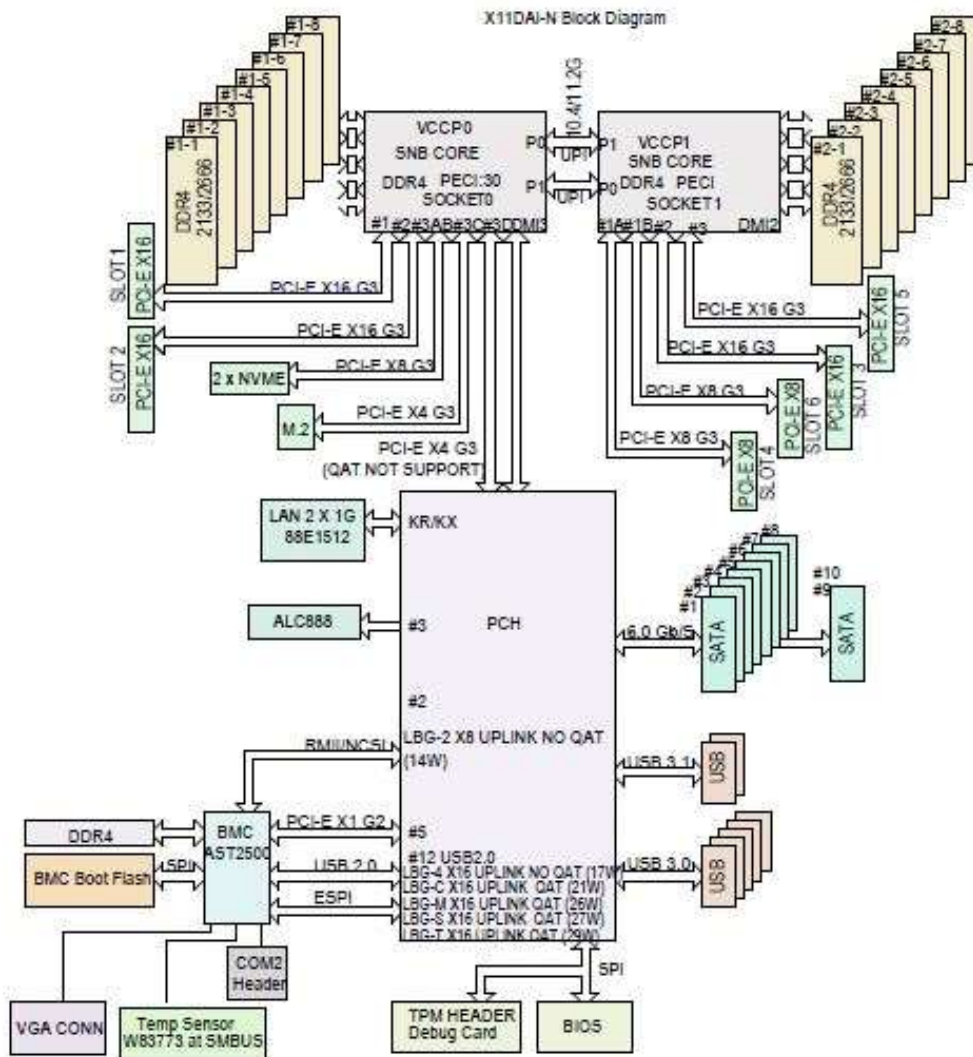 X11DAi-N Block Diagram
#1-8
#1-7
#1-6
#1-5
#1-4
#1-3
#1-2
#1-1
DDR4
2133/2666
#2-8
#2-7
#2-6
#2-5
#2-4
#2-3
#2-2
#2-1
DDR4
2133/2666
VCCP0
SNB CORE
DDR4 PECI:30
SOCKET0
P0
P1
#1 #2 #3AB #3C #3D DMI3
10.4/11.2G
UPI
UPI
P1
P0
VCCP1
SNB CORE
DDR4 PECI
SOCKET1
#1A #1B #2 #3
DMI2
SLOT 1
PCI-E X16
PCI-E X16 G3
SLOT 2
PCI-E X16
PCI-E X16 G3
2 x NVME
PCI-E X8 G3
M.2
PCI-E X4 G3
PCI-E X4 G3
(QAT NOT SUPPORT)
PCI-E X16 G3
PCI-E X16
SLOT 5
PCI-E X16 G3
PCI-E X16
SLOT 3
PCI-E X8 G3
PCI-E X8
SLOT 6
PCI-E X8 G3
PCI-E X8
SLOT 4
LAN 2 X 1G
88E1512
KR/KX
ALC888
#3
PCH
#2
6.0 Gb/S
#8
#7
#6
#5
#4
#3
#2
#1
SATA
#10
#9
SATA
RMII/NCSI
LBG-2 X8 UPLINK NO QAT
(14W)
USB 3.1
USB
DDR4
BMC
AST2500
PCI-E X1 G2
#5
BMC Boot Flash
SPI
USB 2.0
#12 USB2.0
ESPI
LBG-4 X16 UPLINK NO QAT (17W)
LBG-C X16 UPLINK QAT (21W)
LBG-M X16 UPLINK QAT (26W)
LBG-S X16 UPLINK QAT (27W)
LBG-T X16 UPLINK QAT (29W)
USB 3.0
USB
COM2
Header
VGA CONN
Temp Sensor
W83773 at SMBUS
SPI
TPM HEADER
Debug Card
BIOS